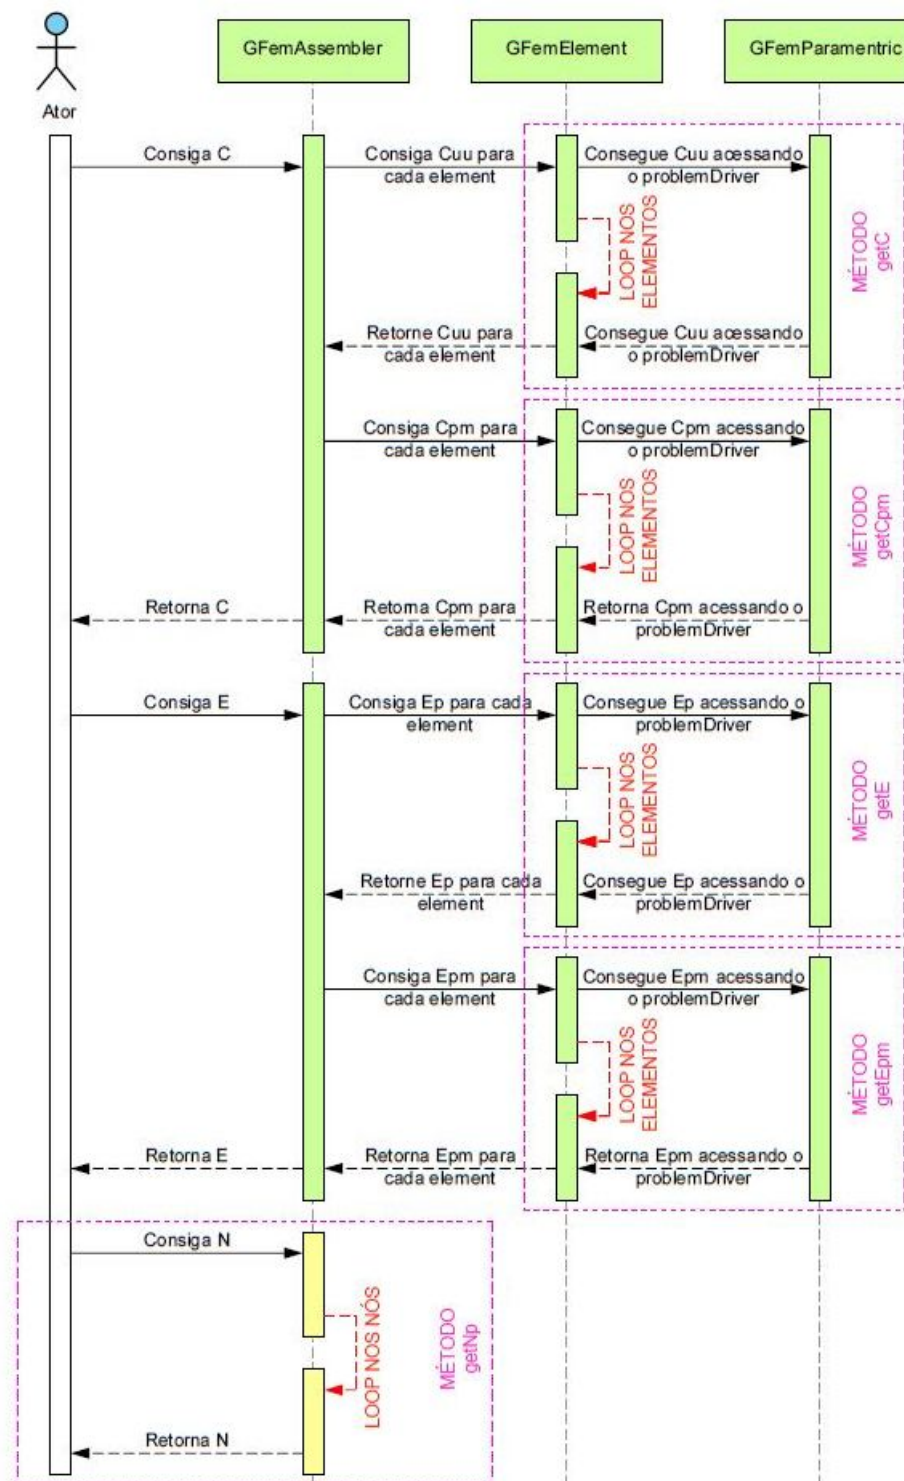 GFemAssembler
GFemElement
GFemParamentric
Ator
Consiga C
Consiga Cuu para
cada element
Consegue Cuu acessando
o problemDriver
LOOP NOS
ELEMENTOS
MÉTODO
getC
Retorne Cuu para
cada element
Consegue Cuu acessando
o problemDriver
Consiga Cpm para
cada element
Consegue Cpm acessando
o problemDriver
LOOP NOS
ELEMENTOS
MÉTODO
getCpm
Retorna C
Retorna Cpm para
cada element
Retorna Cpm acessando o
problemDriver
Consiga E
Consiga Ep para cada
element
Consegue Ep acessando o
problemDriver
LOOP NOS
ELEMENTOS
MÉTODO
getE
Retorne Ep para cada
element
Consegue Ep acessando o
problemDriver
Consiga Epm para
cada element
Consegue Epm acessando
o problemDriver
LOOP NOS
ELEMENTOS
MÉTODO
getEpm
Retorna E
Retorna Epm para
cada element
Retorna Epm acessando o
problemDriver
Consiga N
LOOP NOS NÓS
MÉTODO
getNp
Retorna N